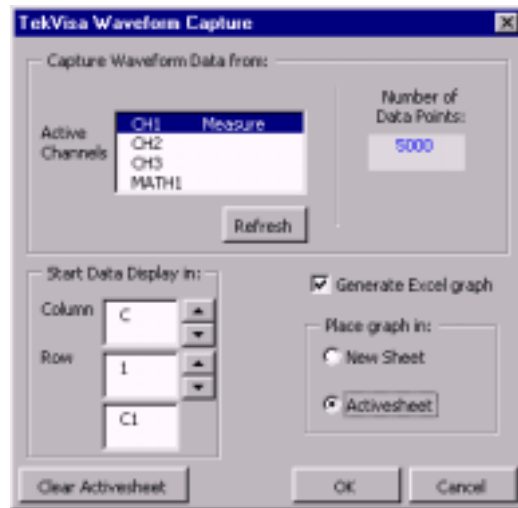 TekVisa Waveform Capture
Capture Waveform Data from:
Active
Channels
CH1 Measure
CH2
CH3
MATH1
Number of
Data Points:
5000
Refresh
Start Data Display in:
Column
C
Row
1
C1
Generate Excel graph
Place graph in:
New Sheet
Activesheet
Clear Activesheet
OK
Cancel